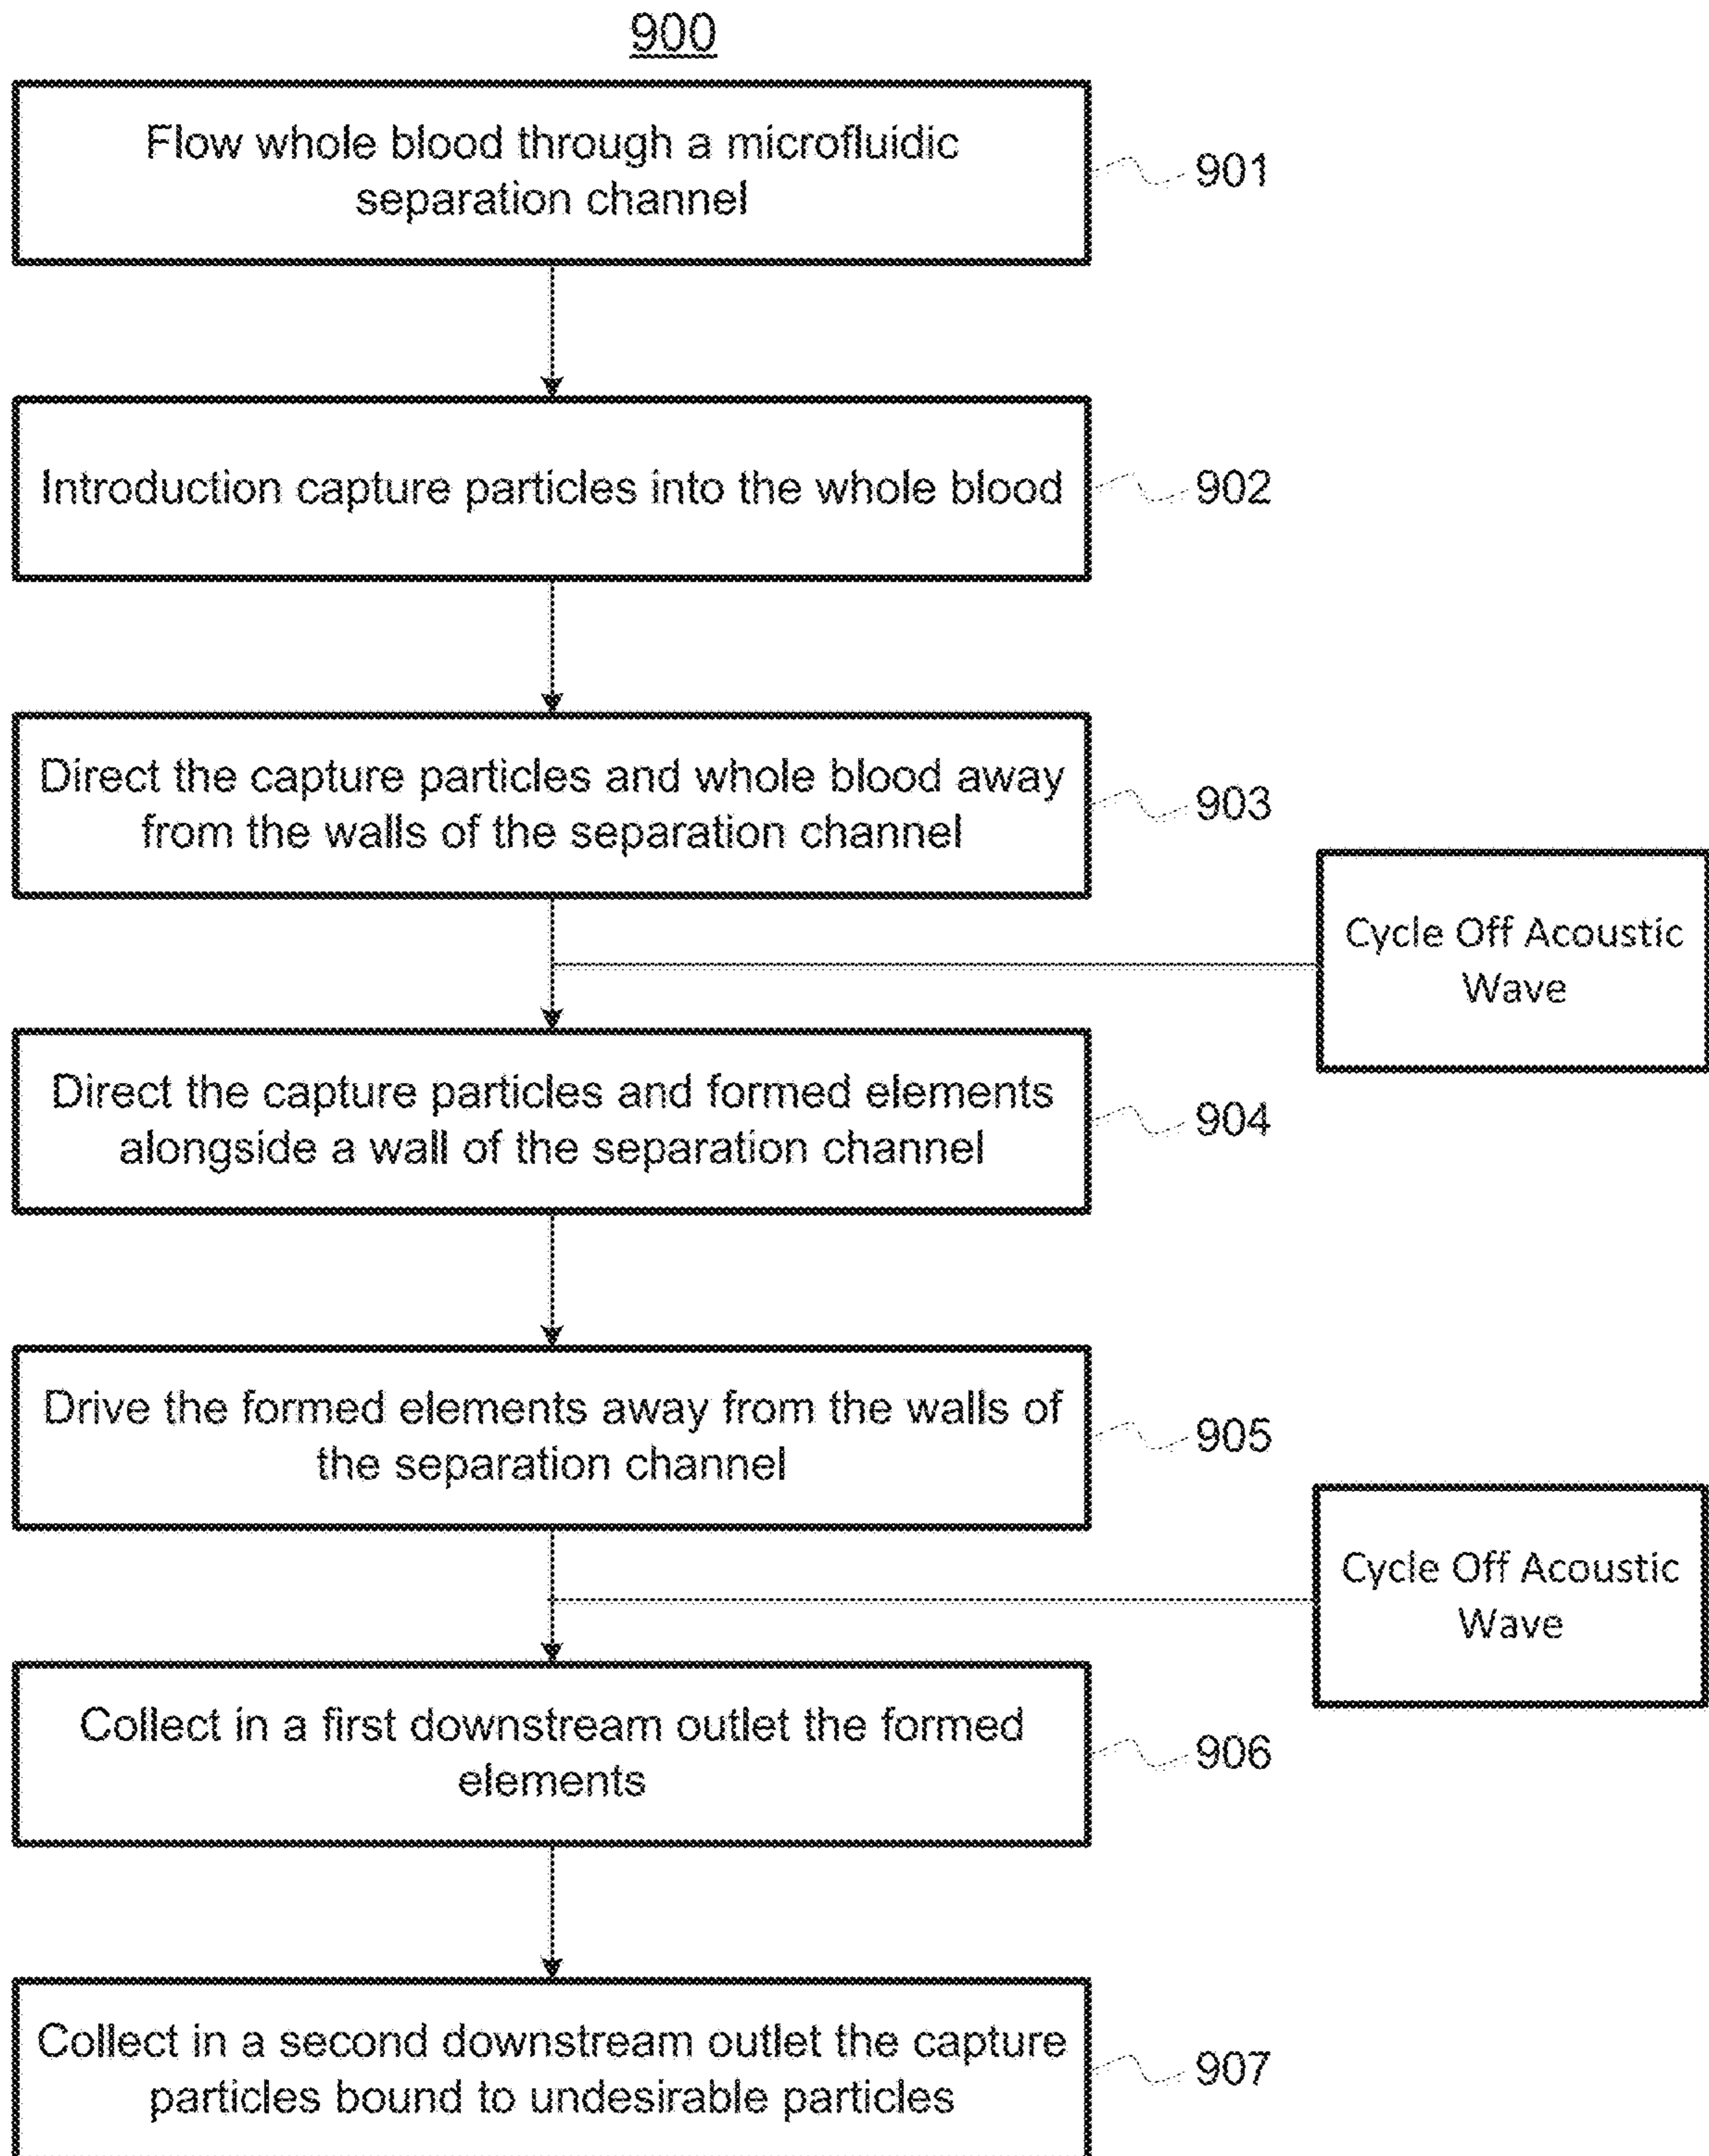 900
Flow whole blood through a microfluidic
separation channel
901
Introduction capture particles into the whole blood
902
Direct the capture particles and whole blood away
from the walls of the separation channel
903
Cycle Off Acoustic
Wave
Direct the capture particles and formed elements
alongside a wall of the separation channel
904
Drive the formed elements away from the walls of
the separation channel
905
Cycle Off Acoustic
Wave
Collect in a first downstream outlet the formed
elements
906
Collect in a second downstream outlet the capture
particles bound to undesirable particles
907